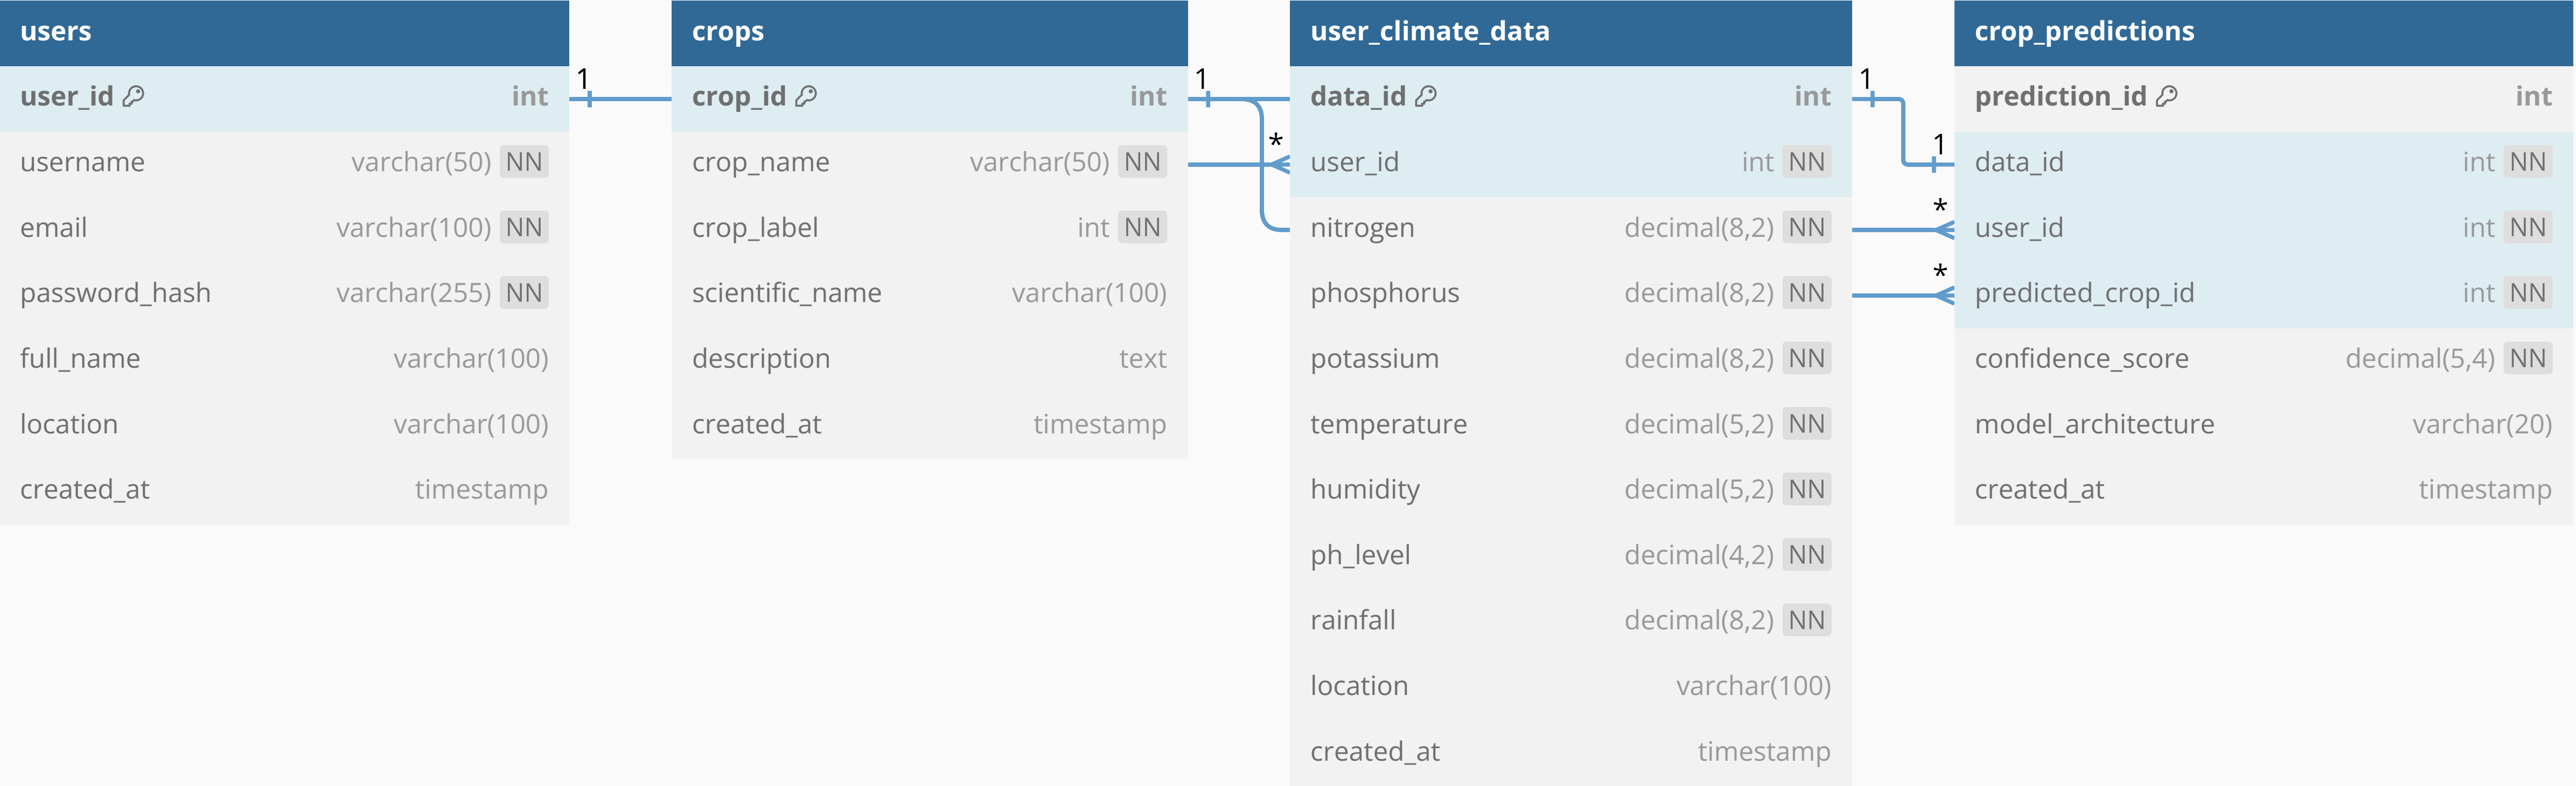 users
user_id int
username varchar(50) NN
email varchar(100) NN
password_hash varchar(255) NN
full_name varchar(100)
location varchar(100)
created_at timestamp
1
crops
crop_id int
crop_name varchar(50) NN
crop_label int NN
scientific_name varchar(100)
description text
created_at timestamp
1
*
user_climate_data
data_id int
user_id int NN
nitrogen decimal(8,2) NN
phosphorus decimal(8,2) NN
potassium decimal(8,2) NN
temperature decimal(5,2) NN
humidity decimal(5,2) NN
ph_level decimal(4,2) NN
rainfall decimal(8,2) NN
location varchar(100)
created_at timestamp
1
1
*
*
crop_predictions
prediction_id int
data_id int NN
user_id int NN
predicted_crop_id int NN
confidence_score decimal(5,4) NN
model_architecture varchar(20)
created_at timestamp